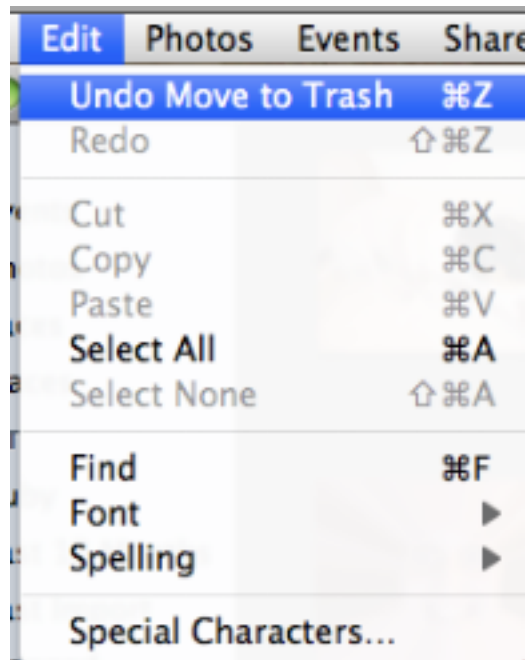 Edit Photos Events Share
Undo Move to Trash ⌘Z
Redo ⇧⌘Z
Cut ⌘X
Copy ⌘C
Paste ⌘V
Select All ⌘A
Select None ⇧⌘A
Find ⌘F
Font ▶
Spelling ▶
Special Characters...